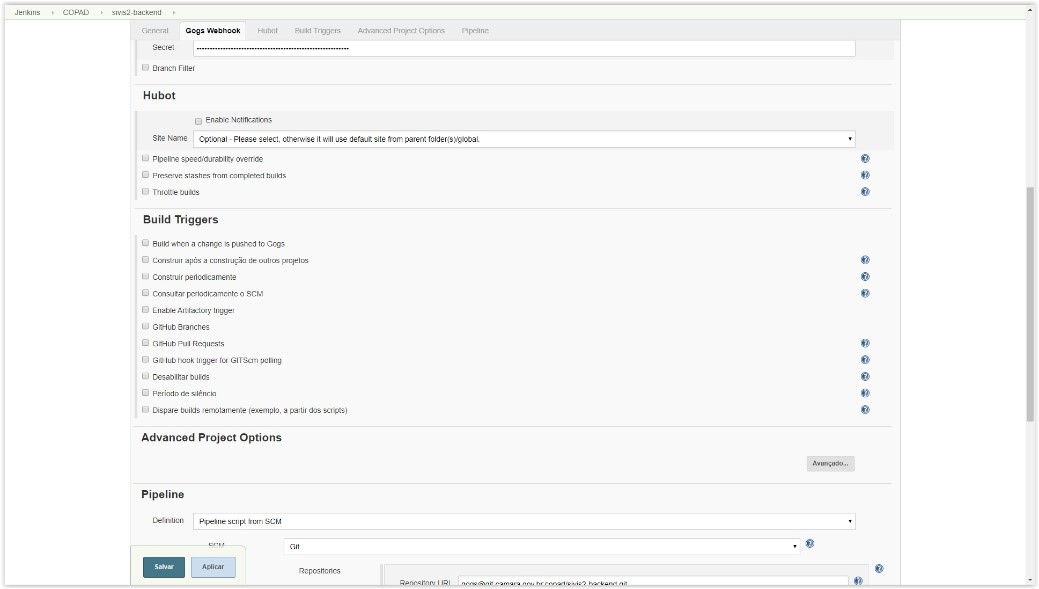 Jenkins › COPAD › sivis2-backend ›
General Gogs Webhook Hubot Build Triggers Advanced Project Options Pipeline
Secret
Branch Filter
Hubot
Enable Notifications
Site Name Optional - Please select, otherwise it will use default site from parent folder(s)/global.
Pipeline speed/durability override
Preserve stashes from completed builds
Throttle builds
Build Triggers
Build when a change is pushed to Gogs
Construir após a construção de outros projetos
Construir periodicamente
Consultar periodicamente o SCM
Enable Artifactory trigger
GitHub Branches
GitHub Pull Requests
GitHub hook trigger for GITScm polling
Desabilitar builds
Período de silêncio
Dispare builds remotamente (exemplo, a partir dos scripts)
Advanced Project Options
Avançado...
Pipeline
Definition Pipeline script from SCM
SCM Git
Salvar Aplicar
Repositories
Repository URL gogs@git.camara.gov.br:copad/sivis2-backend.git